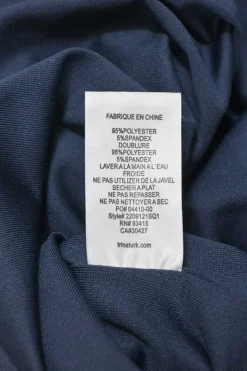 FABRIQUE EN CHINE
95%POLYESTER
5%SPANDEX
DOUBLURE
95%POLYESTER
5%SPANDEX
LAVER A LA MAIN A L'EAU
FROIDE
NE PAS UTILISER DE LA JAVEL
SECHER A PLAT
NE PAS REPASSER
NE PAS NETTOYER A SEC
PO# 04410-00
Style# 2209121SQ1
RN# 93415
CA#30427
trinaturk.com